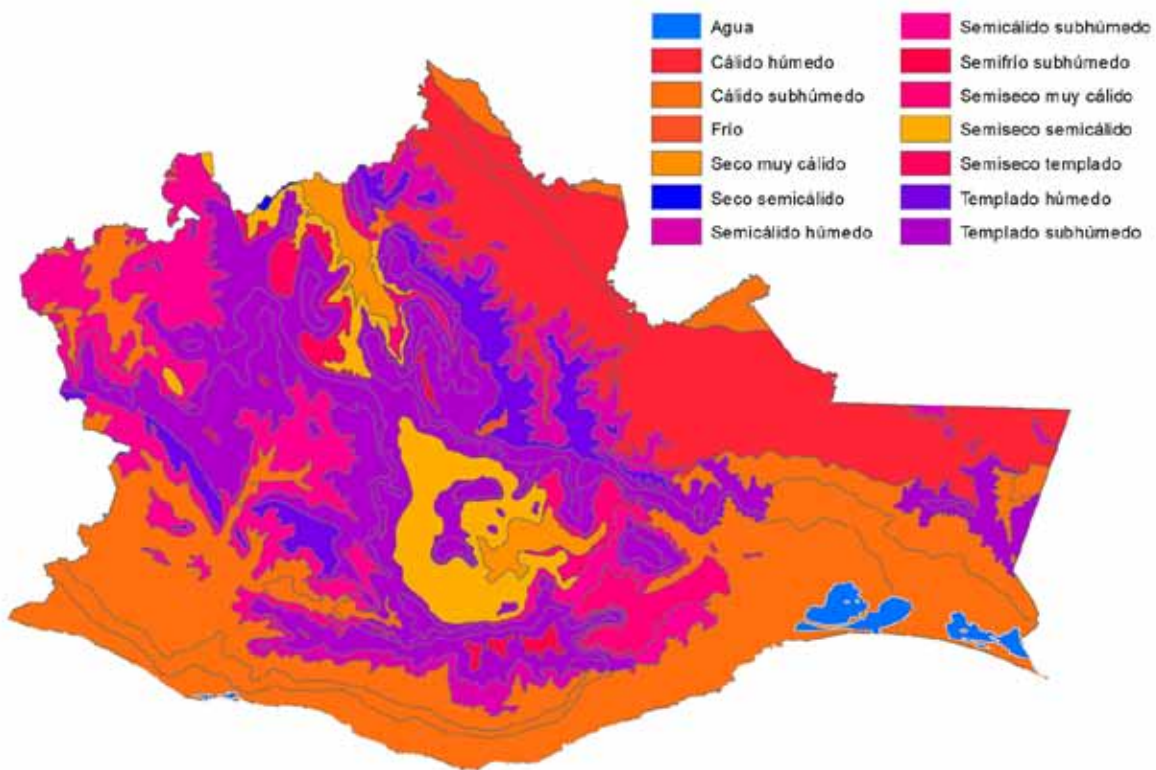 Agua
Cálido húmedo
Cálido subhúmedo
Frío
Seco muy cálido
Seco semicálido
Semicálido húmedo
Semicálido subhúmedo
Semifrío subhúmedo
Semiseco muy cálido
Semiseco semicálido
Semiseco templado
Templado húmedo
Templado subhúmedo